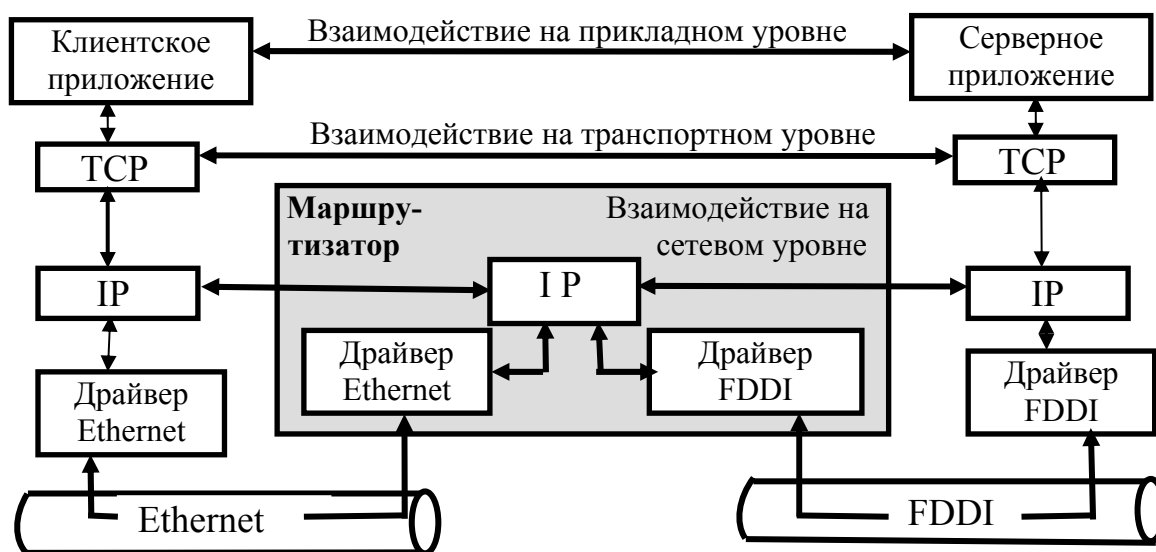 Клиентское
приложение
Взаимодействие на прикладном уровне
Серверное
приложение
TCP
Взаимодействие на транспортном уровне
TCP
Маршру-
тизатор
Взаимодействие на
сетевом уровне
IP
I P
IP
Драйвер
Ethernet
Драйвер
Ethernet
Драйвер
FDDI
Драйвер
FDDI
Ethernet
FDDI